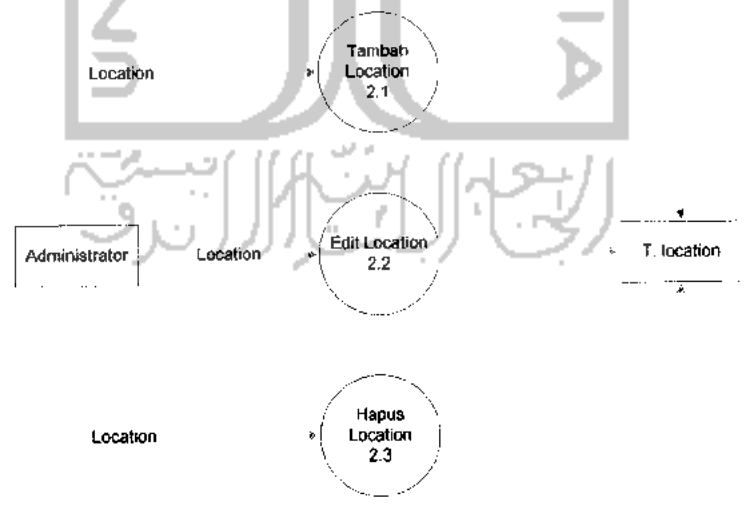 Location
Tambah
Location
2.1
Administrator
Location
Edit Location
2.2
T. location
Location
Hapus
Location
2.3